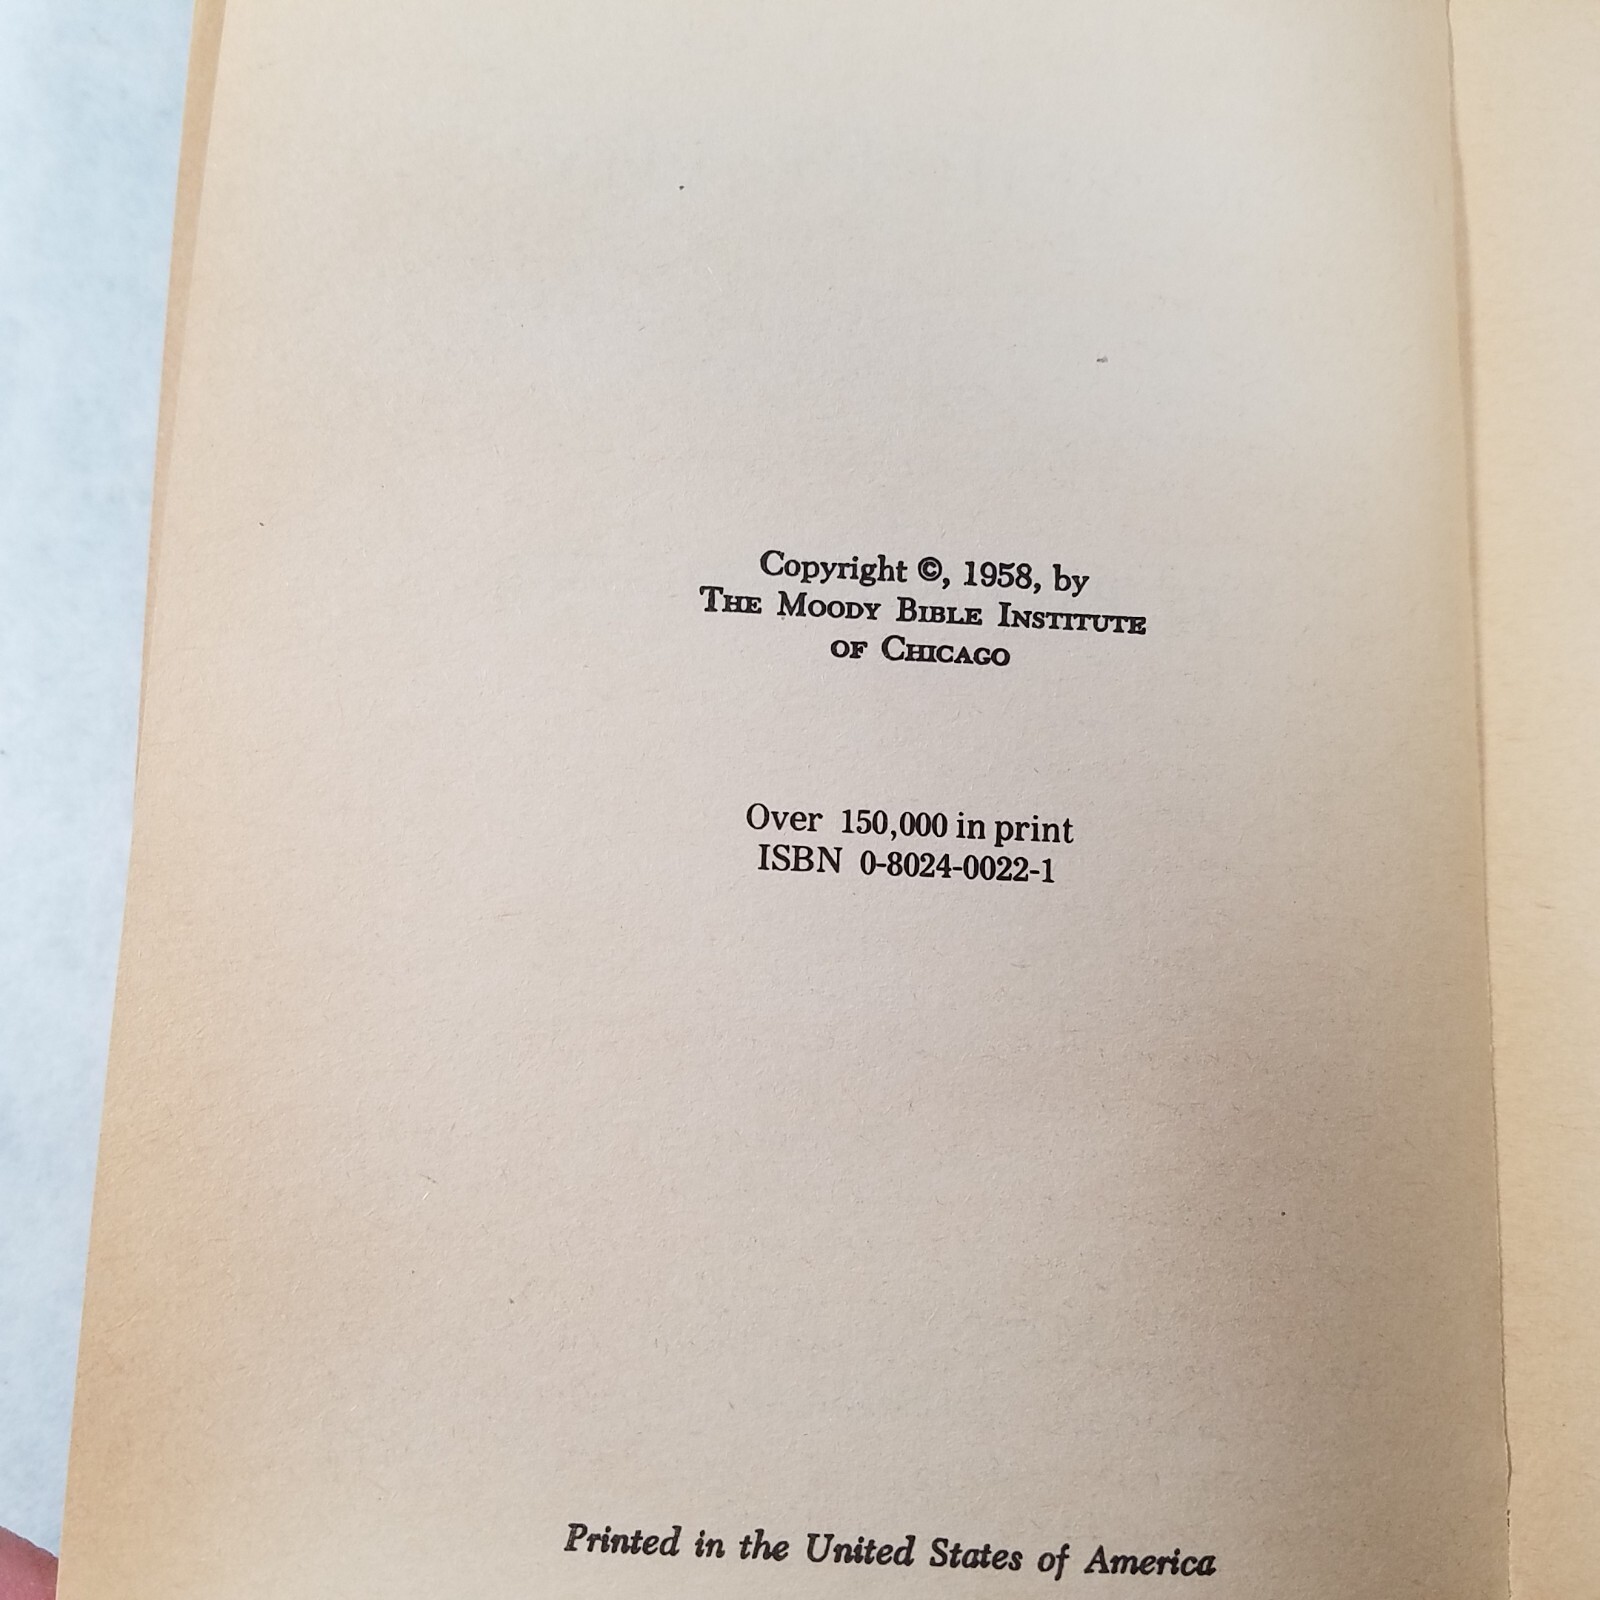 Copyright ©, 1958, by
THE MOODY BIBLE INSTITUTE
OF CHICAGO
Over 150,000 in print
ISBN 0-8024-0022-1
Printed in the United States of America